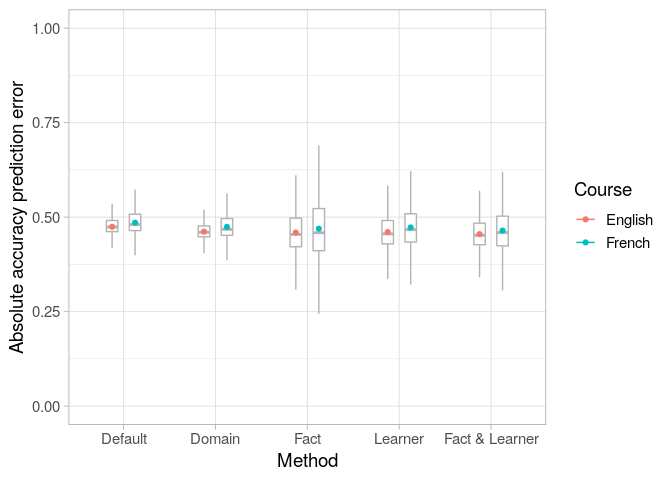 Absolute accuracy prediction error
1.00
0.75
0.50
0.25
0.00
Default Domain Fact Learner Fact & Learner
Method
Course
English
French